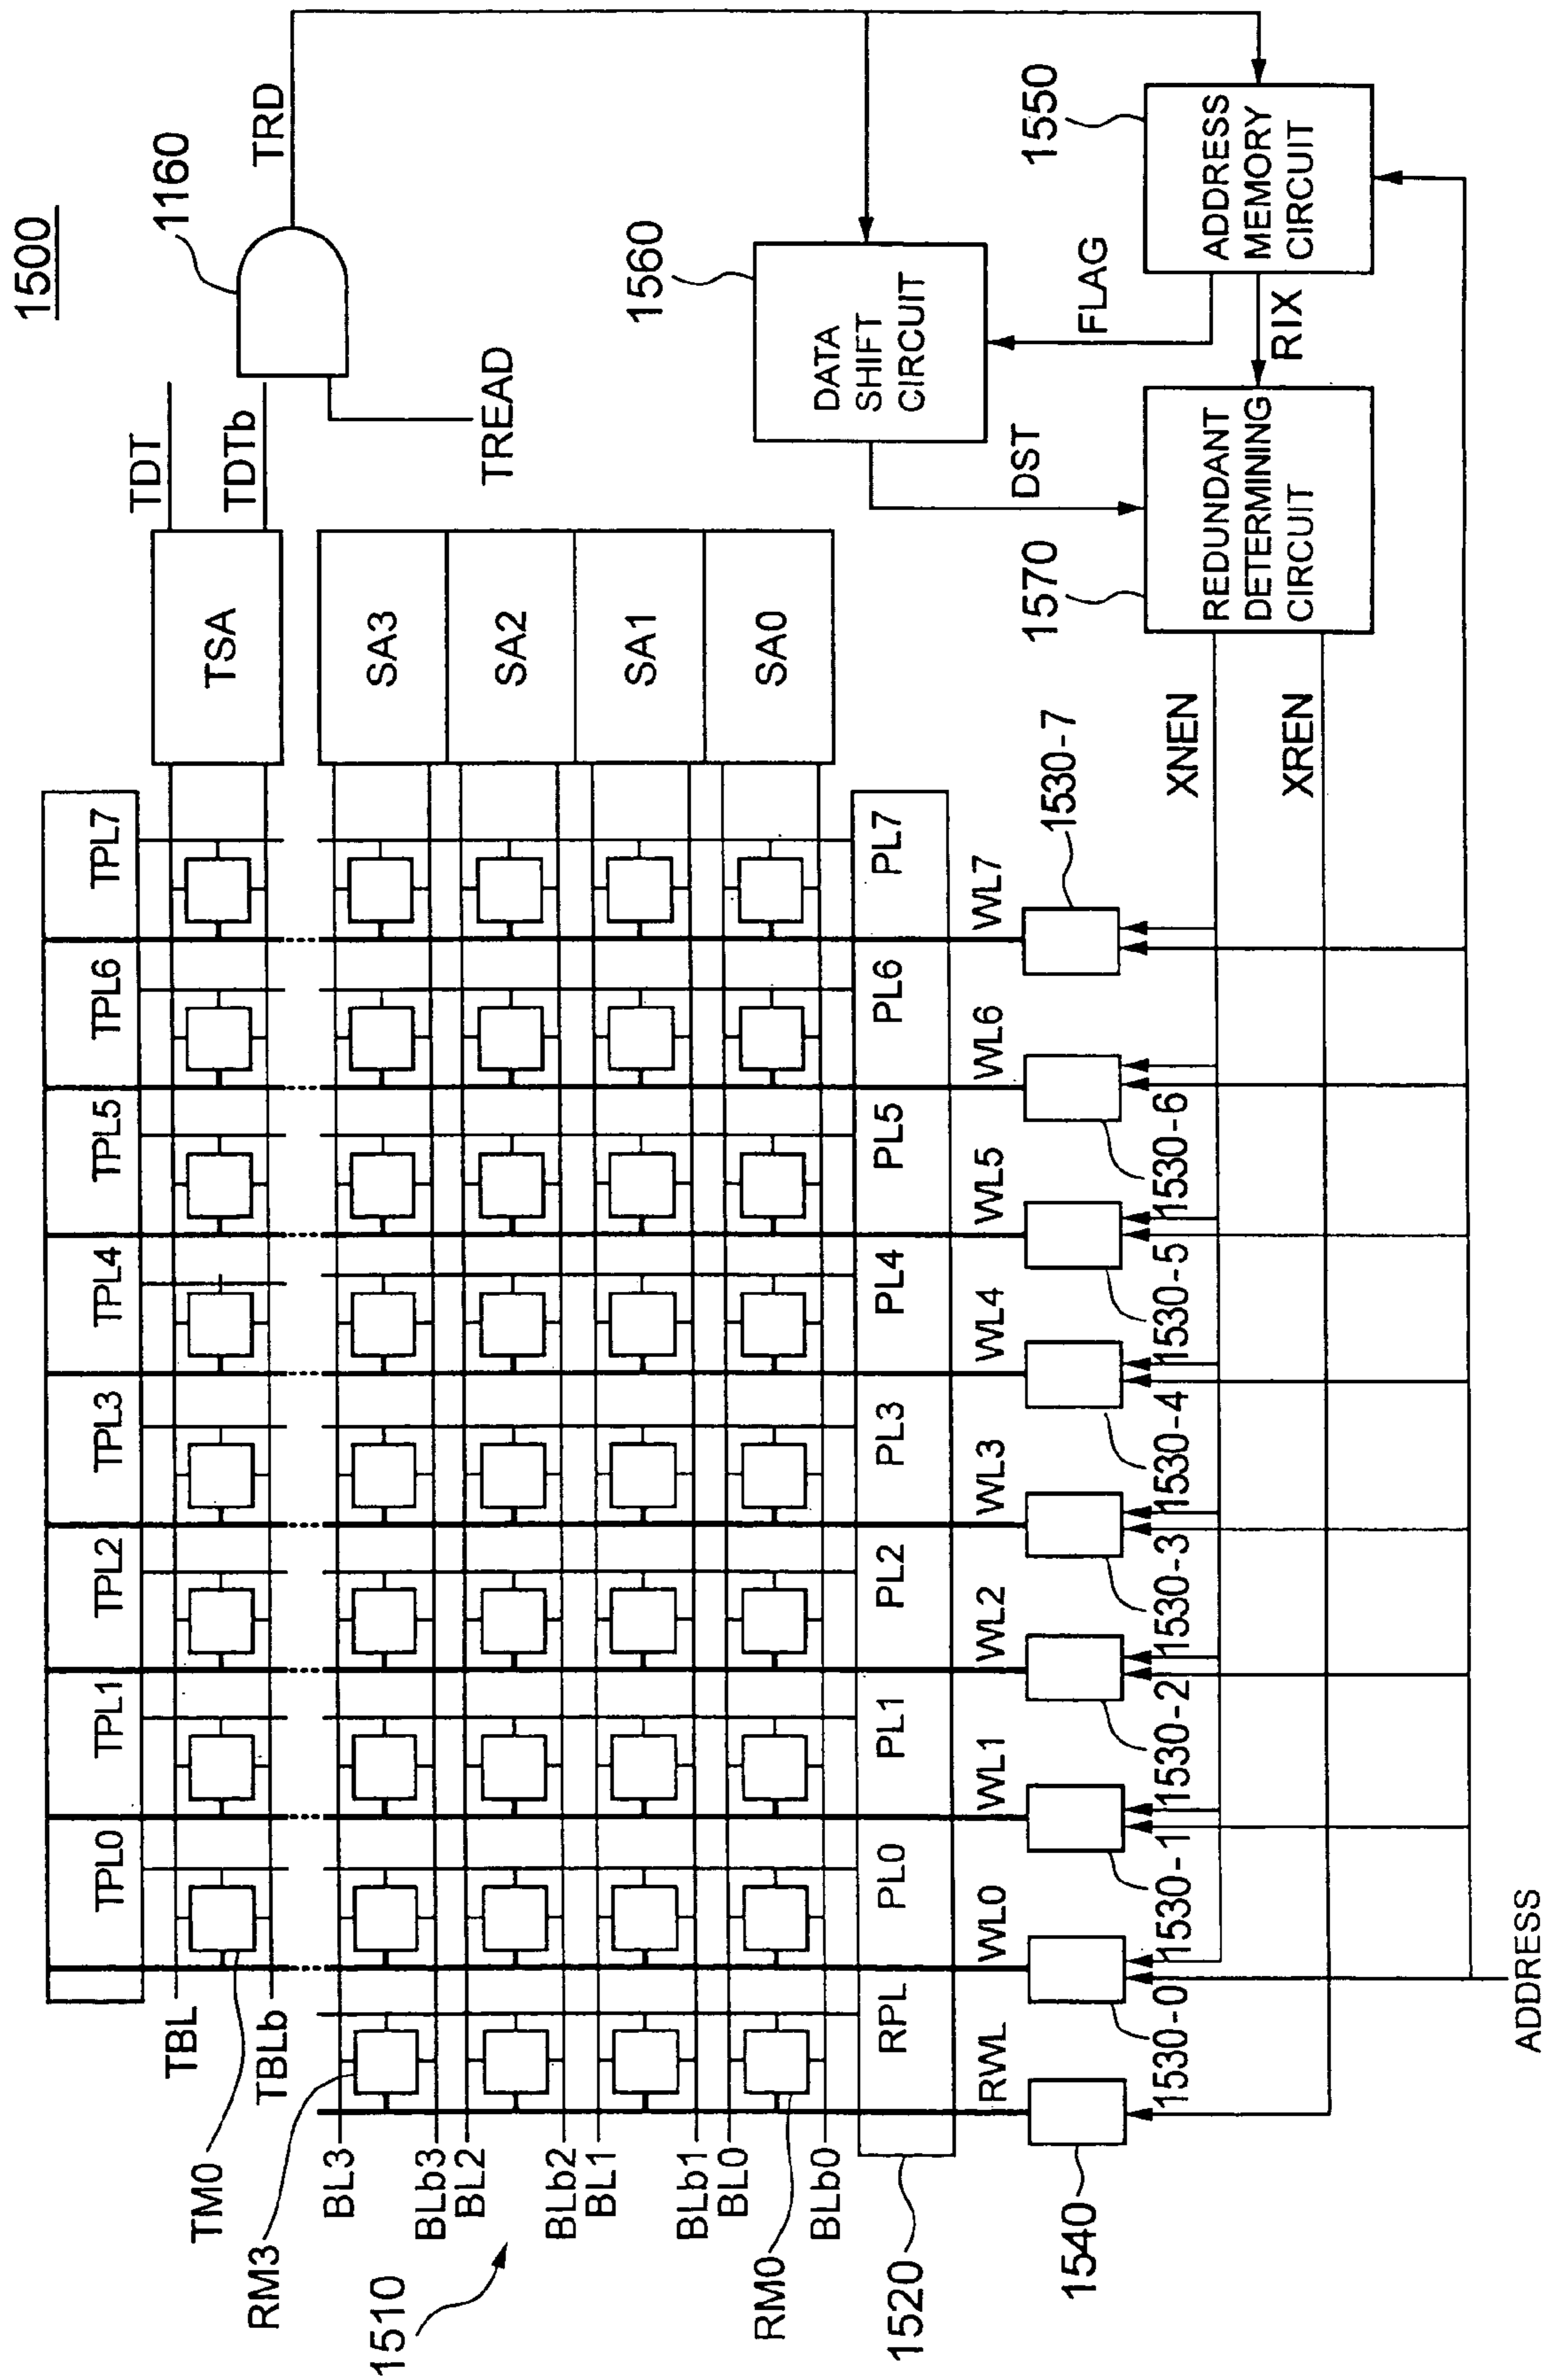 1500
TPL0
TPL1
TPL2
TPL3
TPL4
TPL5
TPL6
TPL7
TBL
TBLb
TM0
TSA
TDT
TDTb
1160
TRD
TREAD
RM3
BL3
BLb3
BL2
BLb2
BL1
BLb1
BL0
BLb0
1510
RM0
SA3
SA2
SA1
SA0
1560
DATA
SHIFT
CIRCUIT
1520
RPL
PL0
PL1
PL2
PL3
PL4
PL5
PL6
PL7
RWL
WL0
WL1
WL2
WL3
WL4
WL5
WL6
WL7
1540
1530-0
1530-1
1530-2
1530-3
1530-4
1530-5
1530-6
1530-7
DST
FLAG
1570
1550
REDUNDANT
DETERMINING
CIRCUIT
RIX
ADDRESS
MEMORY
CIRCUIT
XNEN
XREN
ADDRESS